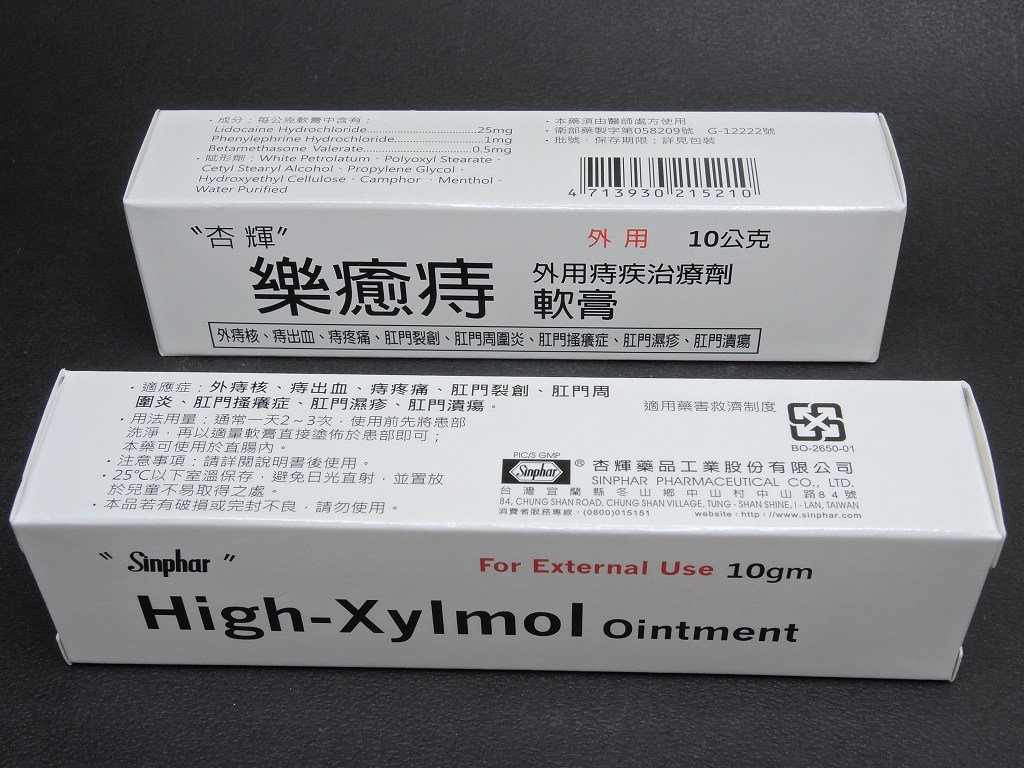 ·成分:每公克軟膏中含有:
Lidocaine Hydrochloride..............................25mg
Phenylephrine Hydrochloride.......................1mg
Betamethasone Valerate............................0.5mg
·賦形劑:White Petrolatum、Polyoxyl Stearate、
Cetyl Stearyl Alcohol、Propylene Glycol、
Hydroxyethyl Cellulose、Camphor、Menthol、
Water Purified
·本藥須由醫師處方使用
·衛部藥製字第058209號 G-12222號
·批號、保存期限:詳見包裝
4 713930 215210
"杏輝"
外用 10公克
樂癒痔
外用痔疾治療劑
軟膏
外痔核、痔出血、痔疼痛、肛門裂創、肛門周圍炎、肛門搔癢症、肛門濕疹、肛門潰瘍
·適應症:外痔核、痔出血、痔疼痛、肛門裂創、肛門周
圍炎、肛門搔癢症、肛門濕疹、肛門潰瘍。
·用法用量:通常一天2~3次,使用前先將患部
洗淨,再以適量軟膏直接塗佈於患部即可;
本藥可使用於直腸內。
·注意事項:請詳閱說明書後使用。
·25℃以下室溫保存,避免日光直射,並置放
於兒童不易取得之處。
·本品若有破損或完封不良,請勿使用。
適用藥害救濟制度
BO-2650-01
PIC/S GMP
Sinphar ® 杏輝藥品工業股份有限公司
SINPHAR PHARMACEUTICAL CO., LTD.
台灣宜蘭縣冬山鄉中山村中山路84號
84, CHUNG SHAN ROAD, CHUNG SHAN VILLAGE, TUNG - SHAN SHINE, I - LAN, TAIWAN
消費者服務專線:(0800)015151 website:http://www.sinphar.com
"Sinphar"
For External Use 10gm
High-Xylmol Ointment